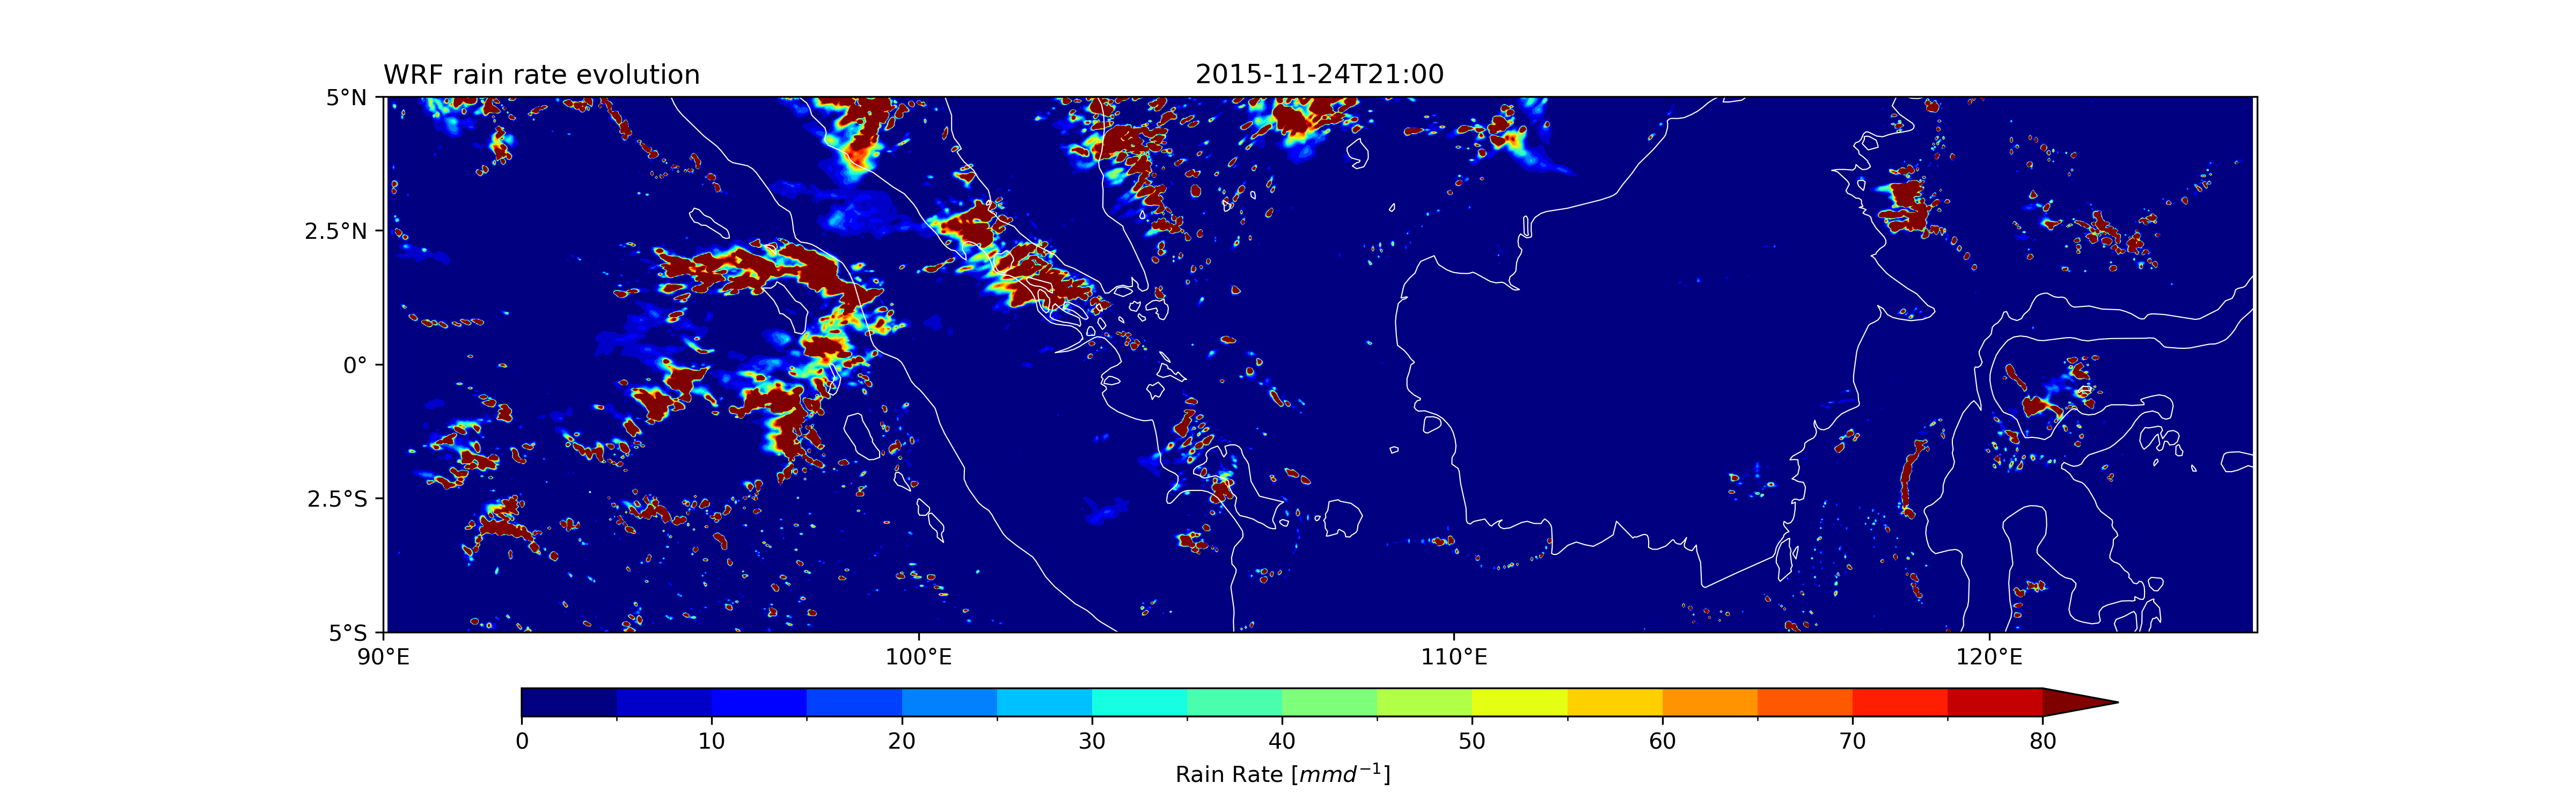 WRF rain rate evolution 2015-11-24T21:00
5°N
2.5°N
0°
2.5°S
5°S
90°E 100°E 110°E 120°E
0 10 20 30 40 50 60 70 80
Rain Rate [mmd⁻¹]